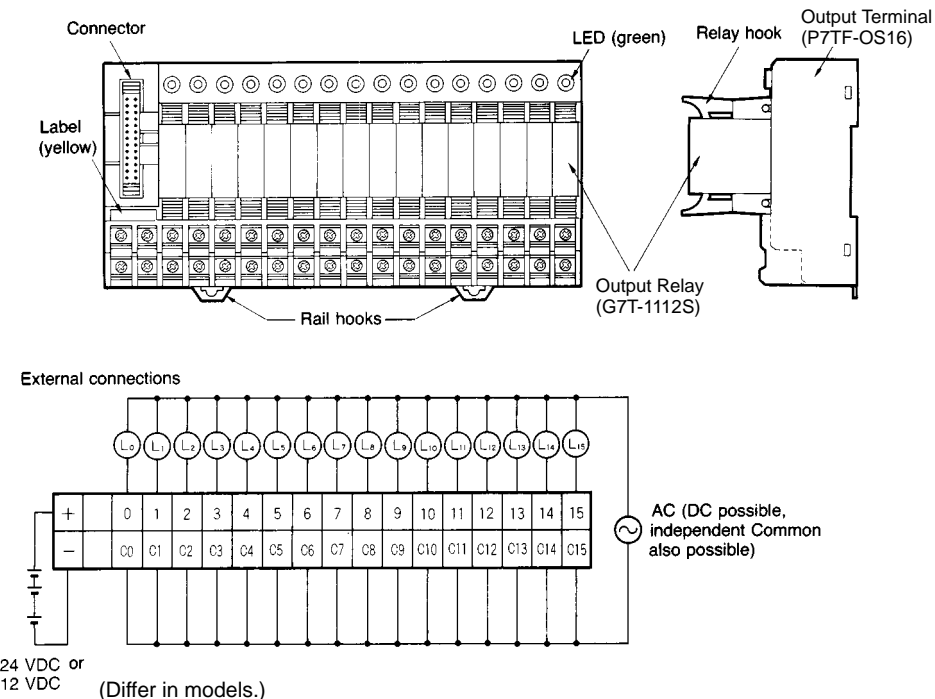 Connector
LED (green)
Relay hook
Output Terminal
(P7TF-OS16)
Label
(yellow)
Output Relay
(G7T-1112S)
Rail hooks
External connections
L0 L1 L2 L3 L4 L5 L6 L7 L8 L9 L10 L11 L12 L13 L14 L15
+ 0 1 2 3 4 5 6 7 8 9 10 11 12 13 14 15
− C0 C1 C2 C3 C4 C5 C6 C7 C8 C9 C10 C11 C12 C13 C14 C15
AC (DC possible,
independent Common
also possible)
24 VDC or
12 VDC
(Differ in models.)